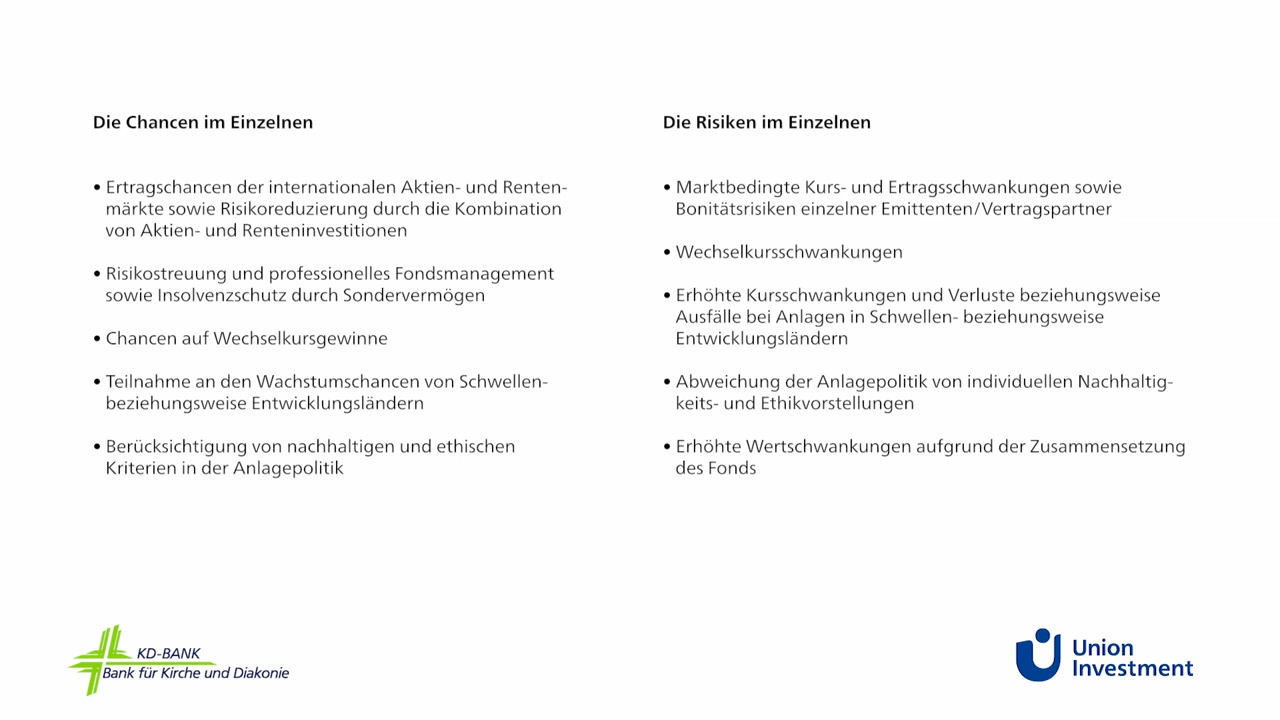 Die Chancen im Einzelnen
• Ertragschancen der internationalen Aktien- und Renten-
märkte sowie Risikoreduzierung durch die Kombination
von Aktien- und Renteninvestitionen
• Risikostreuung und professionelles Fondsmanagement
sowie Insolvenzschutz durch Sondervermögen
• Chancen auf Wechselkursgewinne
• Teilnahme an den Wachstumschancen von Schwellen-
beziehungsweise Entwicklungsländern
• Berücksichtigung von nachhaltigen und ethischen
Kriterien in der Anlagepolitik
Die Risiken im Einzelnen
• Marktbedingte Kurs- und Ertragsschwankungen sowie
Bonitätsrisiken einzelner Emittenten/Vertragspartner
• Wechselkursschwankungen
• Erhöhte Kursschwankungen und Verluste beziehungsweise
Ausfälle bei Anlagen in Schwellen- beziehungsweise
Entwicklungsländern
• Abweichung der Anlagepolitik von individuellen Nachhaltig-
keits- und Ethikvorstellungen
• Erhöhte Wertschwankungen aufgrund der Zusammensetzung
des Fonds
KD-BANK
Bank für Kirche und Diakonie
Union
Investment